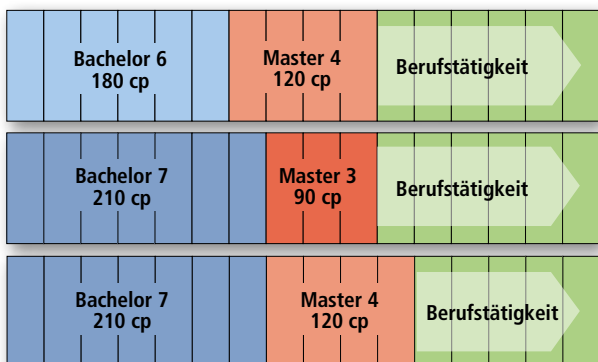 Bachelor 6
180 cp
Master 4
120 cp
Berufstätigkeit
Bachelor 7
210 cp
Master 3
90 cp
Berufstätigkeit
Bachelor 7
210 cp
Master 4
120 cp
Berufstätigkeit